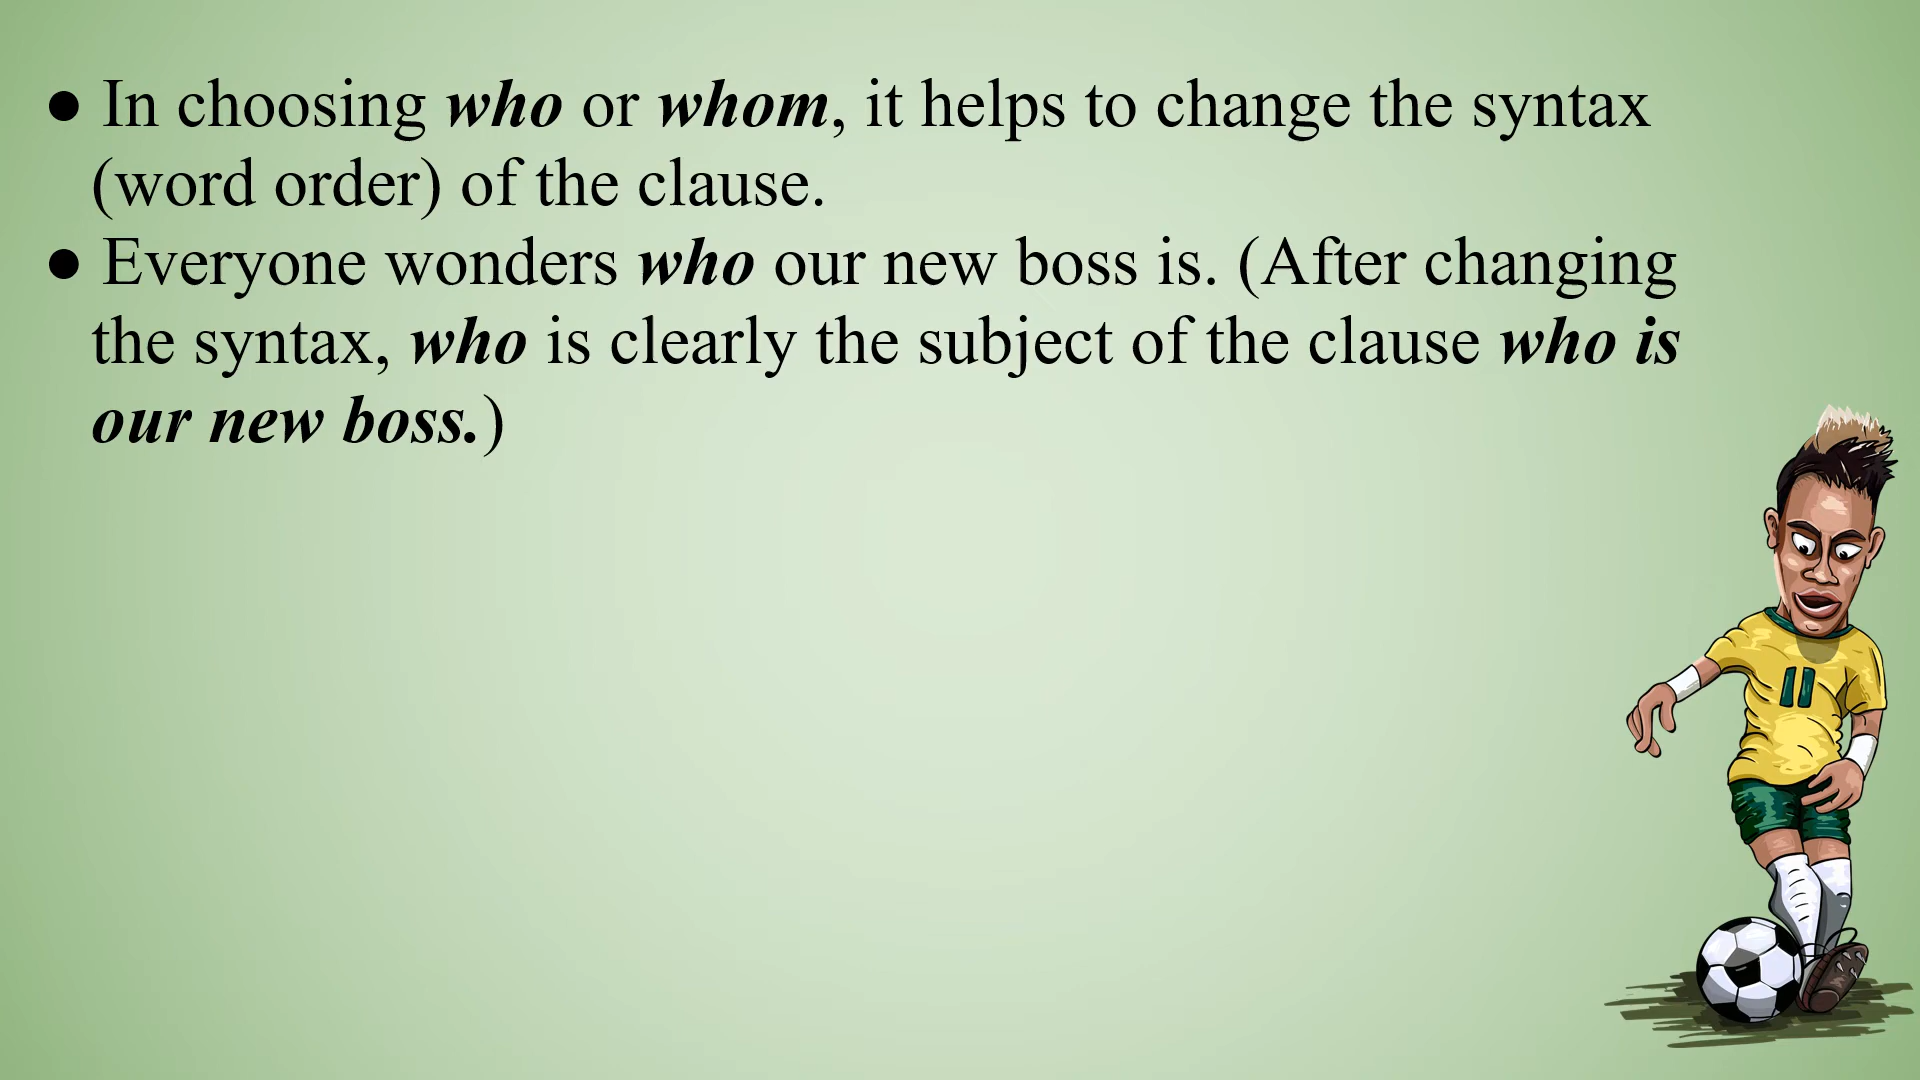 ● In choosing who or whom, it helps to change the syntax
(word order) of the clause.
● Everyone wonders who our new boss is. (After changing
the syntax, who is clearly the subject of the clause who is
our new boss.)
11